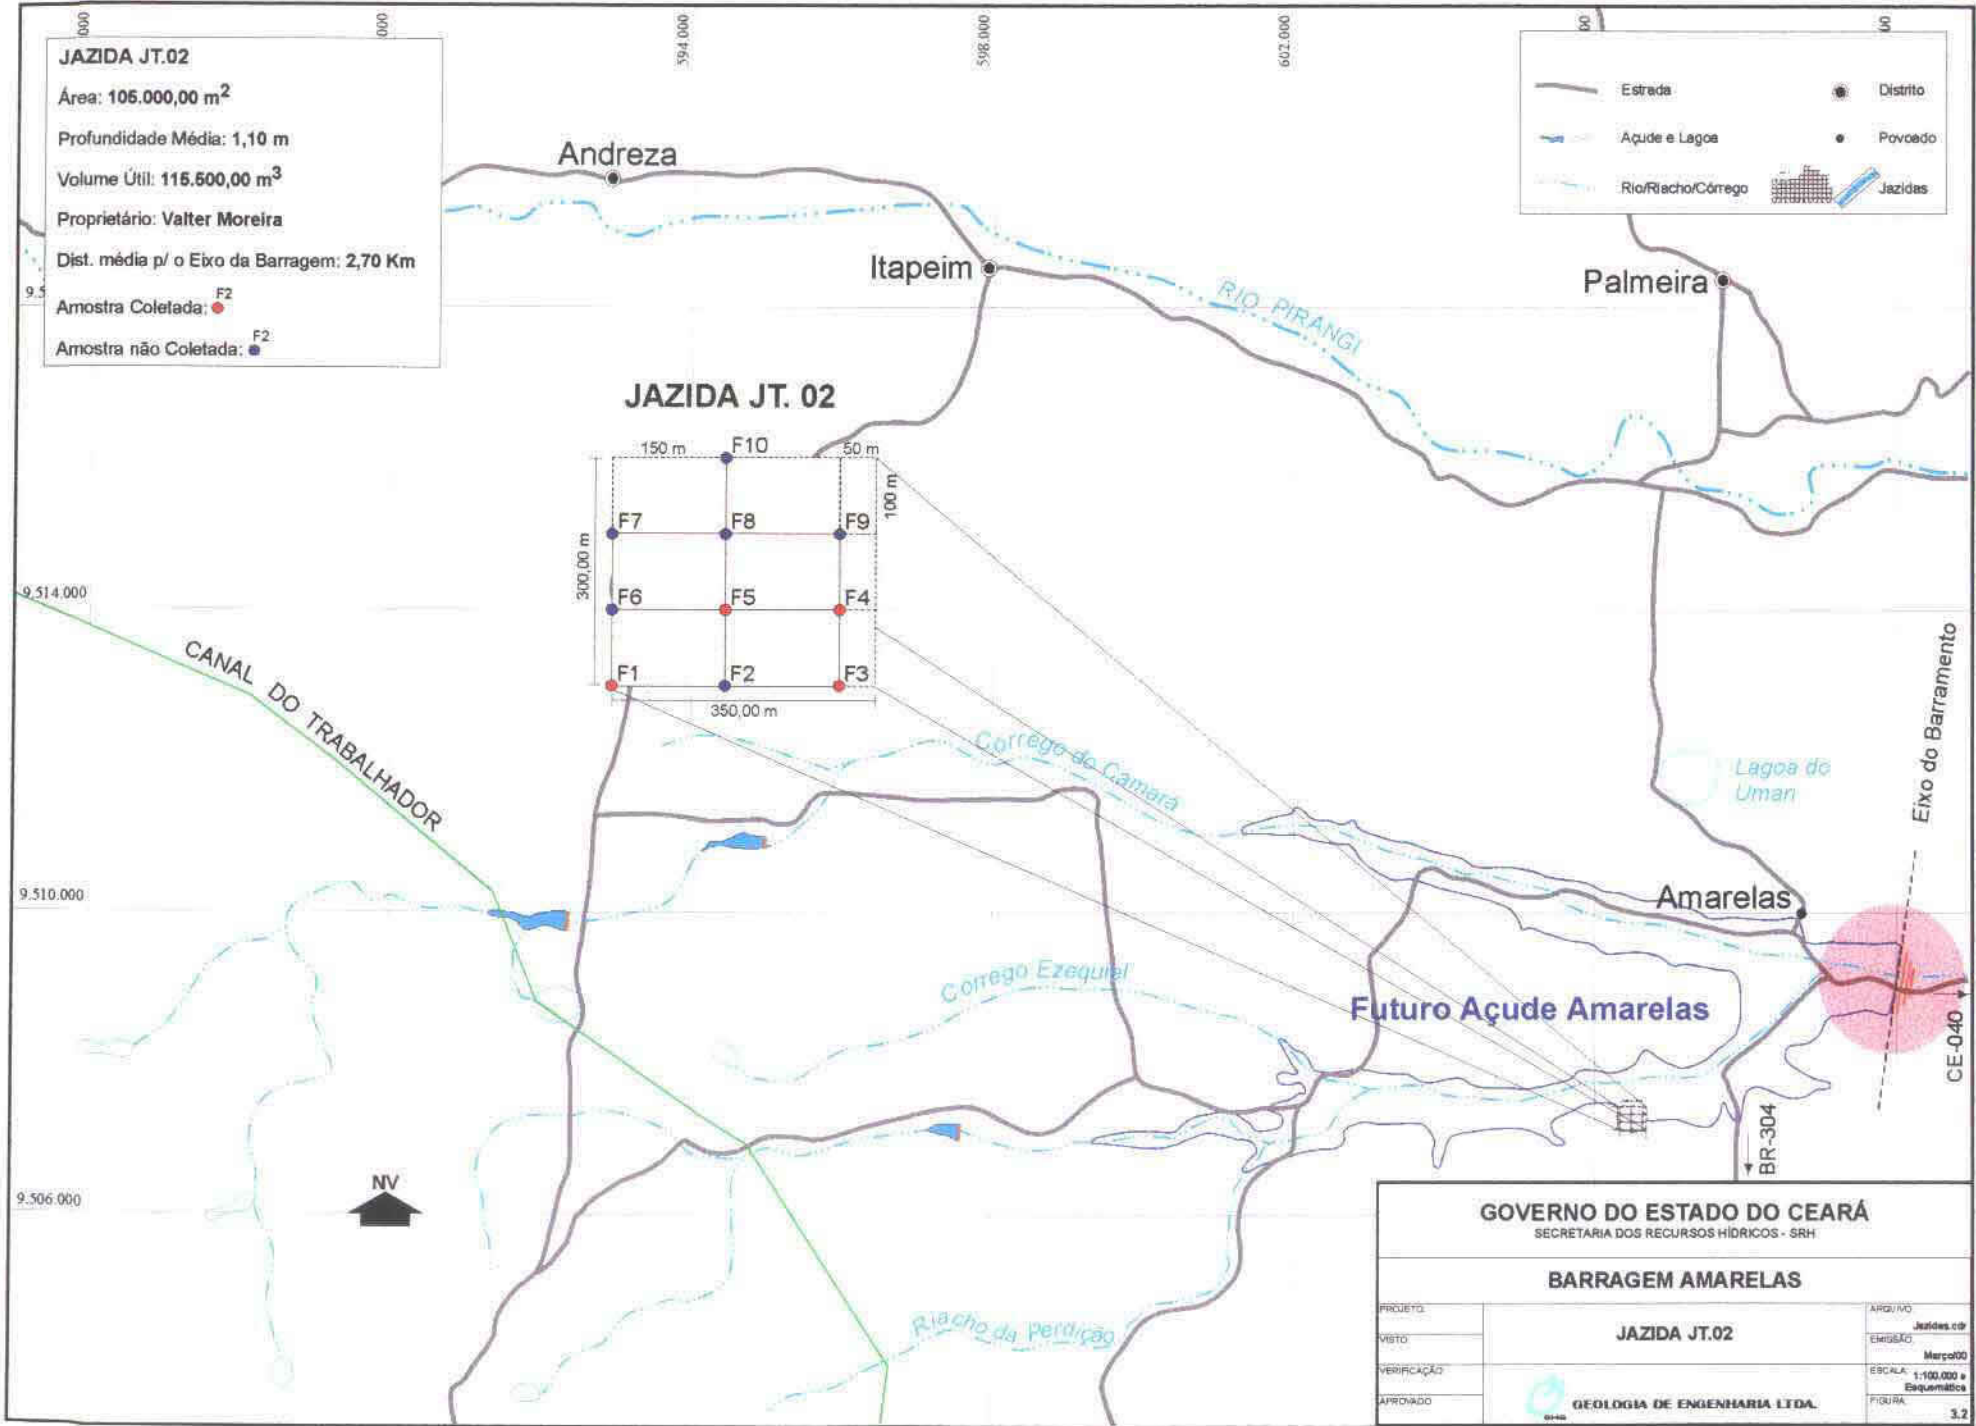 594.000
598.000
602.000
JAZIDA JT.02
Área: 105.000,00 m²
Profundidade Média: 1,10 m
Volume Útil: 115.500,00 m³
Proprietário: Valter Moreira
Dist. média p/ o Eixo da Barragem: 2,70 Km
Amostra Coletada: F2
Amostra não Coletada: F2
Estrada
Distrito
Açude e Lagoa
Povoado
Rio/Riacho/Córrego
Jazidas
Andreza
Itapeim
Palmeira
RIO PIRANGI
JAZIDA JT. 02
150 m
F10
50 m
100 m
F7
F8
F9
300,00 m
F6
F5
F4
F1
F2
F3
350,00 m
9.514.000
CANAL DO TRABALHADOR
Corrego do Camará
Lagoa do
Uman
Eixo do Barramento
9.510.000
Amarelas
Corrego Ezequiel
Futuro Açude Amarelas
CE-040
BR-304
NV
9.506.000
Riacho da Perdição
GOVERNO DO ESTADO DO CEARÁ
SECRETARIA DOS RECURSOS HÍDRICOS - SRH
BARRAGEM AMARELAS
PROJETO:
VISTO:
VERIFICAÇÃO:
APROVADO
JAZIDA JT.02
GEOLOGIA DE ENGENHARIA LTDA.
ARQUIVO
Jazidas.cdr
EMISSÃO:
Março/00
ESCALA: 1:100.000 e
Esquemática
FIGURA:
3.2